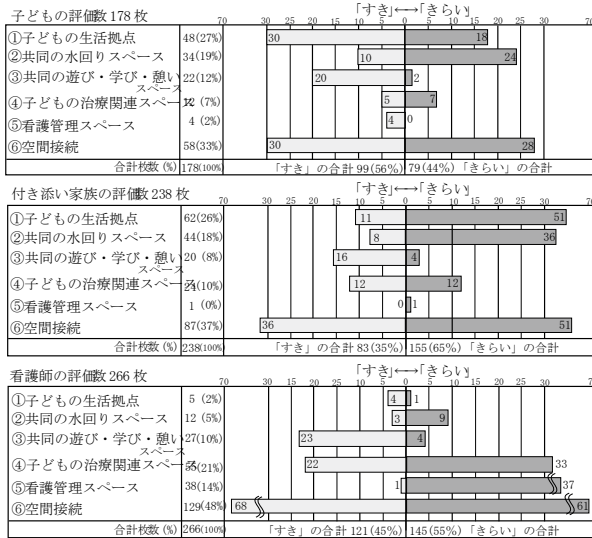 子どもの評価数 178 枚
「すき」←→「きらい」
70 30 20 10 5 0 5 10 20 30 70
①子どもの生活拠点 48(27%) 30 18
②共同の水回りスペース 34(19%) 10 24
③共同の遊び・学び・憩いスペース 22(12%) 20 2
④子どもの治療関連スペース 12 (7%) 5 7
⑤看護管理スペース 4 (2%) 4 0
⑥空間接続 58(33%) 30 28
合計枚数 (%) 178(100%) 「すき」の合計 99(56%) 79(44%) 「きらい」の合計
付き添い家族の評価数 238 枚
「すき」←→「きらい」
70 30 20 10 5 0 5 10 20 30 70
①子どもの生活拠点 62(26%) 11 51
②共同の水回りスペース 44(18%) 8 36
③共同の遊び・学び・憩いスペース 20 (8%) 16 4
④子どもの治療関連スペース 24(10%) 12 12
⑤看護管理スペース 1 (0%) 0 1
⑥空間接続 87(37%) 36 51
合計枚数 (%) 238(100%) 「すき」の合計 83(35%) 155(65%) 「きらい」の合計
看護師の評価数 266 枚
「すき」←→「きらい」
70 30 20 10 5 0 5 10 20 30 70
①子どもの生活拠点 5 (2%) 4 1
②共同の水回りスペース 12 (5%) 3 9
③共同の遊び・学び・憩いスペース 27(10%) 23 4
④子どもの治療関連スペース 55(21%) 22 33
⑤看護管理スペース 38(14%) 1 37
⑥空間接続 129(48%) 68 61
合計枚数 (%) 266(100%) 「すき」の合計 121(45%) 145(55%) 「きらい」の合計